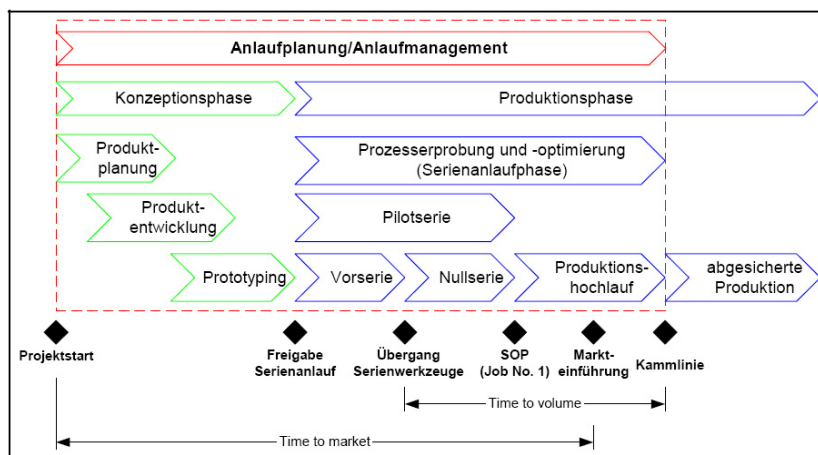 Anlaufplanung/Anlaufmanagement
Konzeptionsphase
Produktionsphase
Produkt-
planung
Prozesserprobung und -optimierung
(Serienanlaufphase)
Produkt-
entwicklung
Pilotserie
Prototyping
Vorserie
Nullserie
Produktions-
hochlauf
abgesicherte
Produktion
Projektstart
Freigabe
Serienanlauf
Übergang
Serienwerkzeuge
SOP
(Job No. 1)
Markt-
einführung
Kammlinie
Time to volume
Time to market